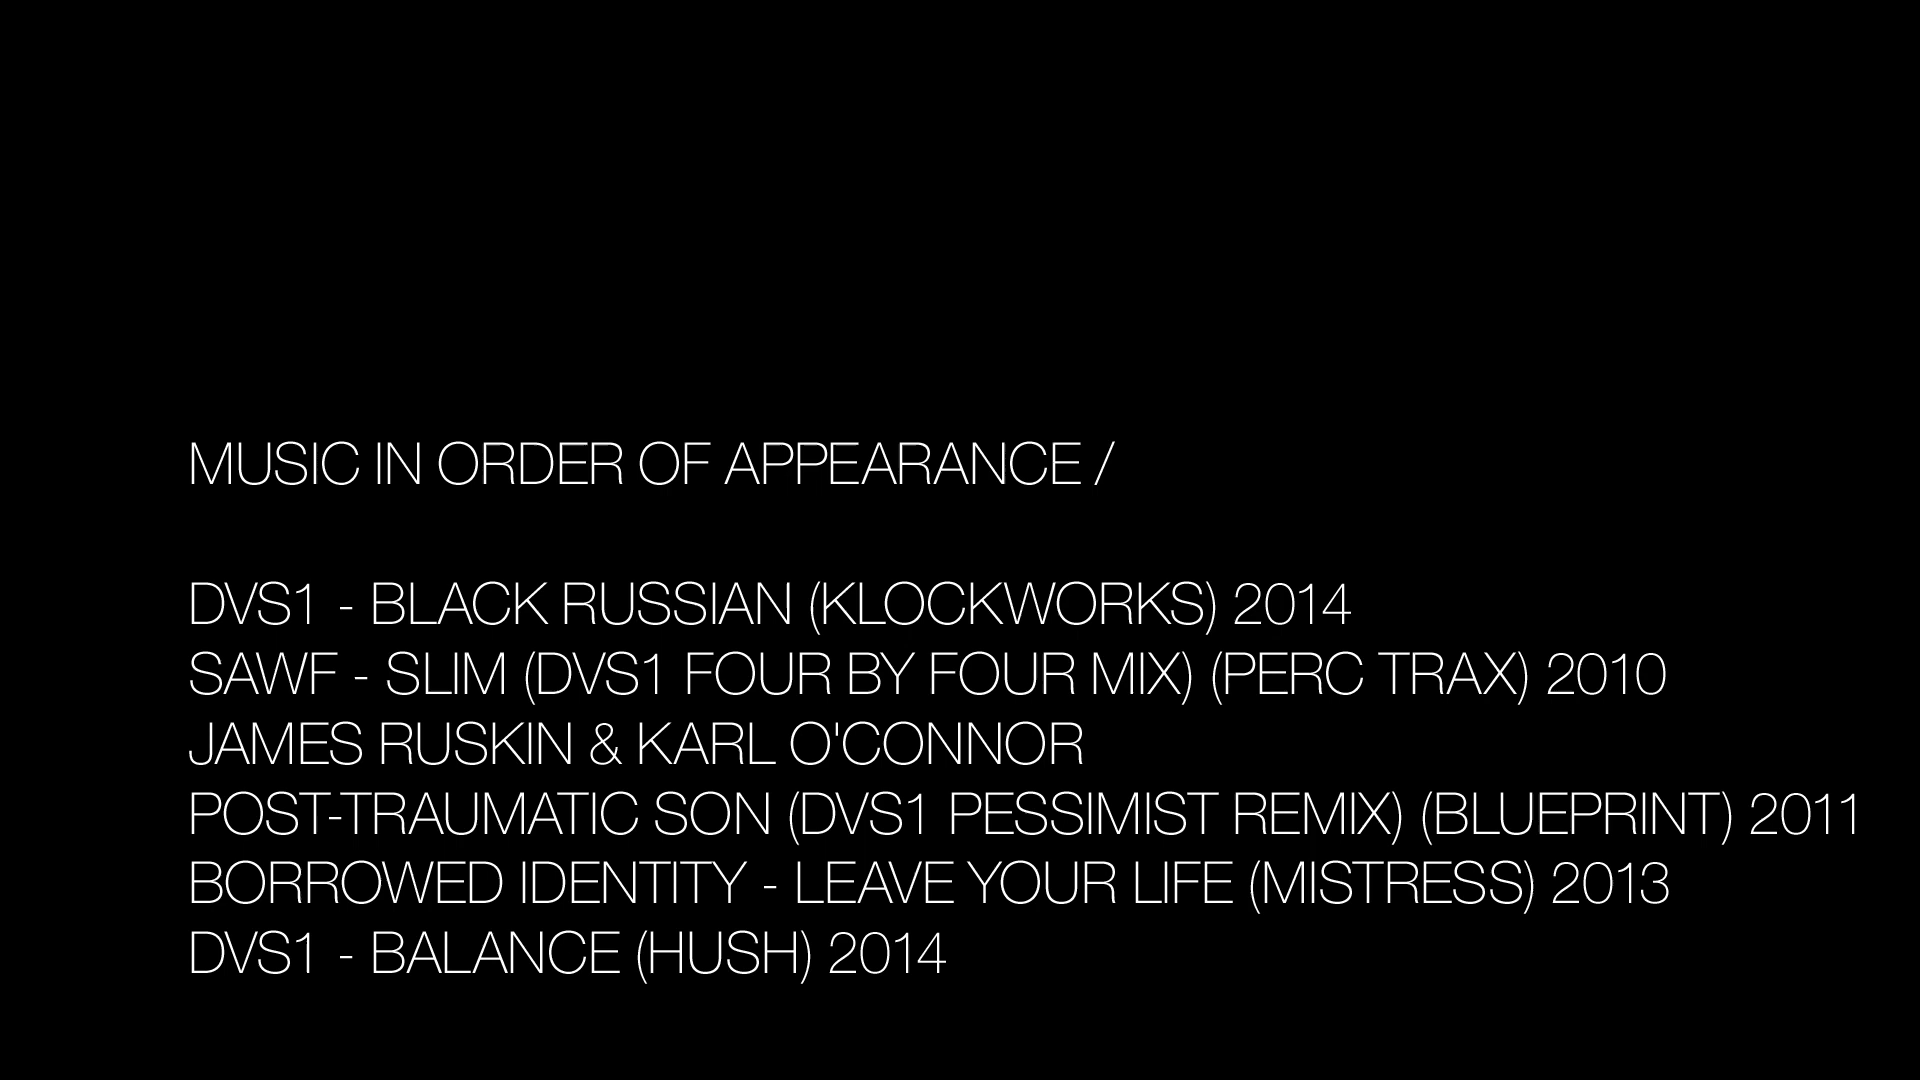 MUSIC IN ORDER OF APPEARANCE /
DVS1 - BLACK RUSSIAN (KLOCKWORKS) 2014
SAWF - SLIM (DVS1 FOUR BY FOUR MIX) (PERC TRAX) 2010
JAMES RUSKIN & KARL O'CONNOR
POST-TRAUMATIC SON (DVS1 PESSIMIST REMIX) (BLUEPRINT) 2011
BORROWED IDENTITY - LEAVE YOUR LIFE (MISTRESS) 2013
DVS1 - BALANCE (HUSH) 2014